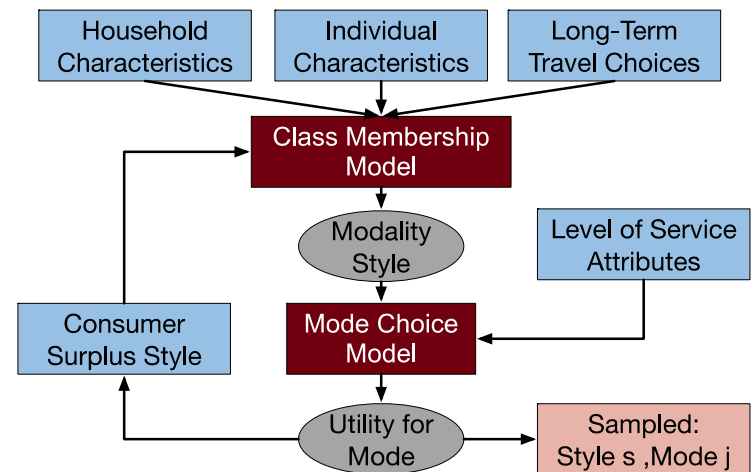 Household
Characteristics
Individual
Characteristics
Long-Term
Travel Choices
Class Membership
Model
Modality
Style
Level of Service
Attributes
Consumer
Surplus Style
Mode Choice
Model
Utility for
Mode
Sampled:
Style s ,Mode j